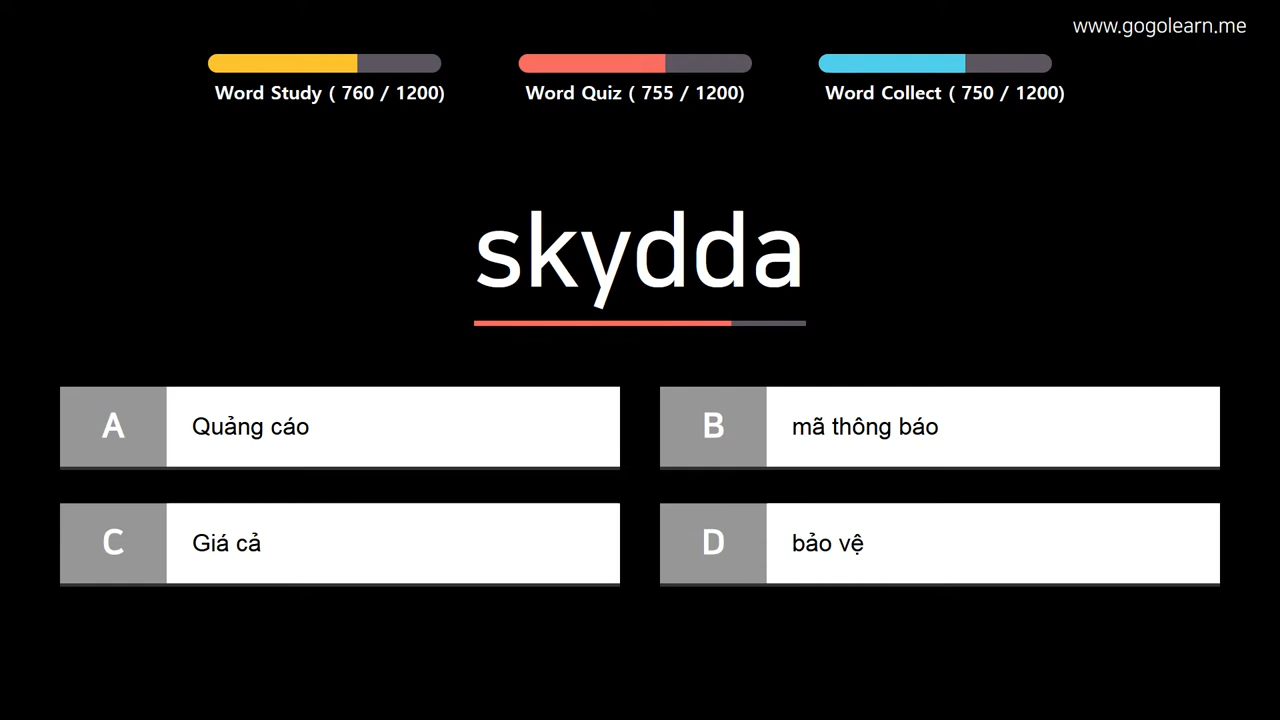 www.gogolearn.me
Word Study ( 760 / 1200)
Word Quiz ( 755 / 1200)
Word Collect ( 750 / 1200)
skydda
A Quảng cáo
B mã thông báo
C Giá cả
D bảo vệ